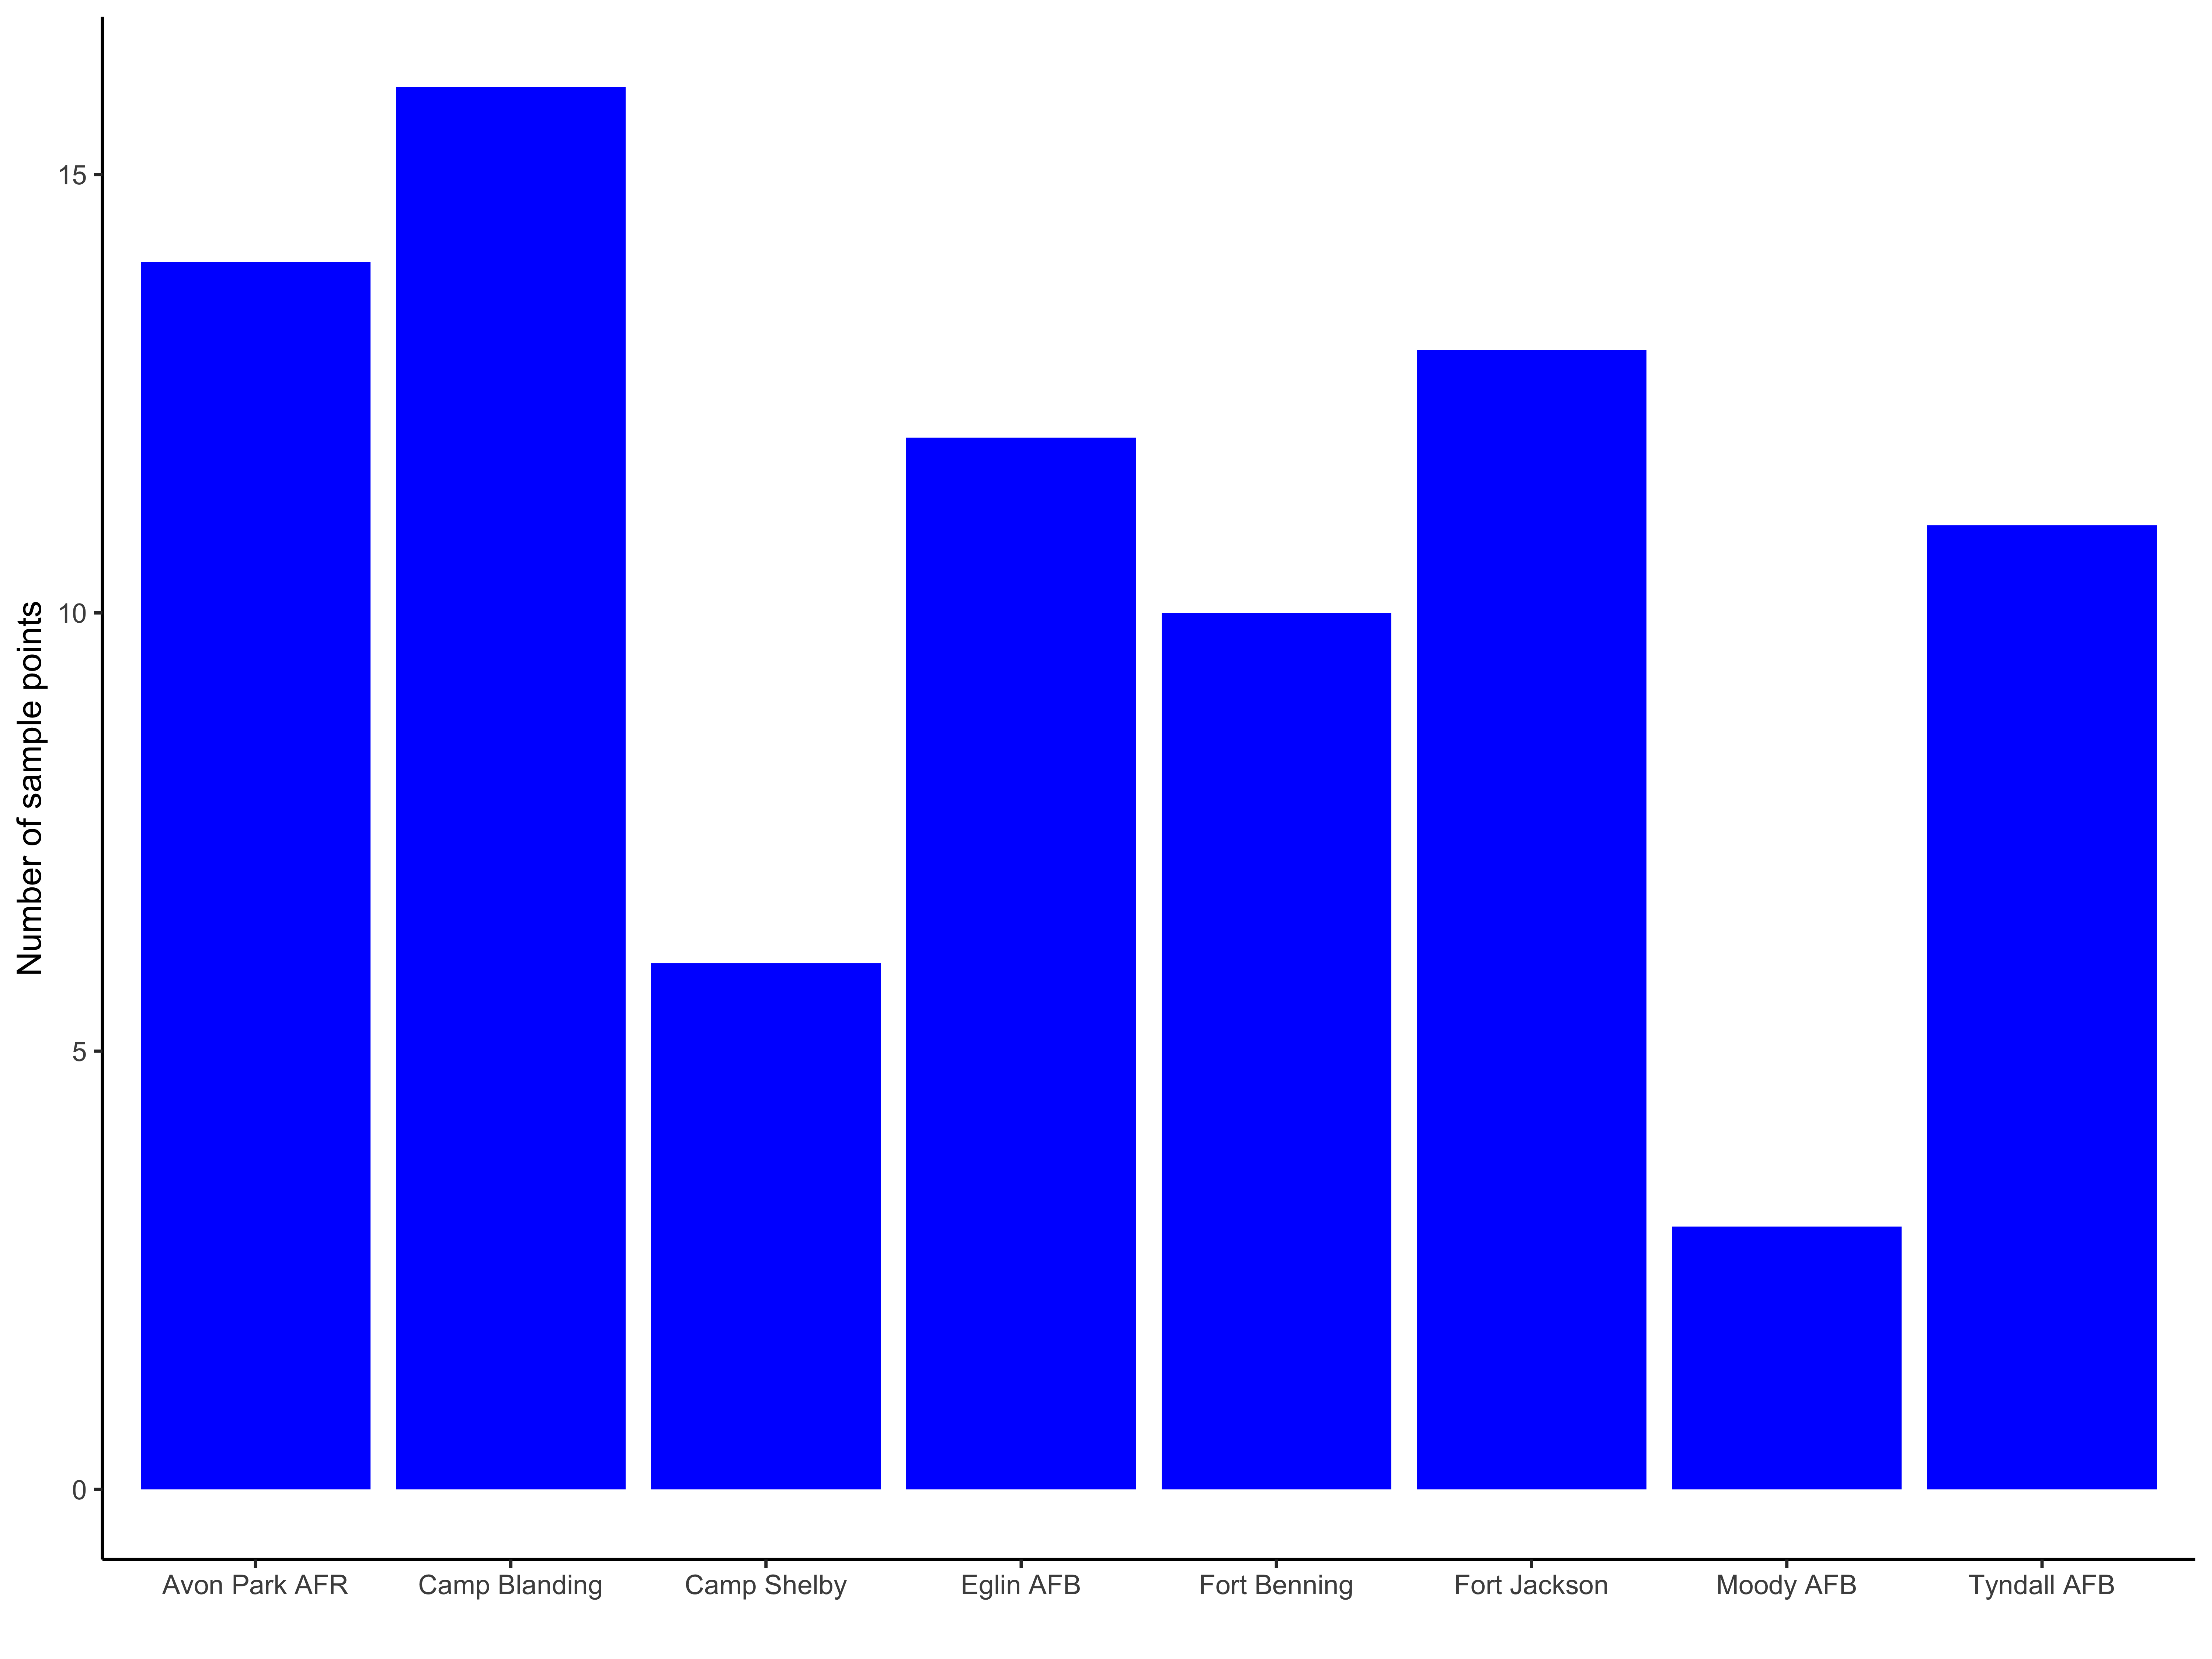 Number of sample points
15
10
5
0
Avon Park AFR
Camp Blanding
Camp Shelby
Eglin AFB
Fort Benning
Fort Jackson
Moody AFB
Tyndall AFB